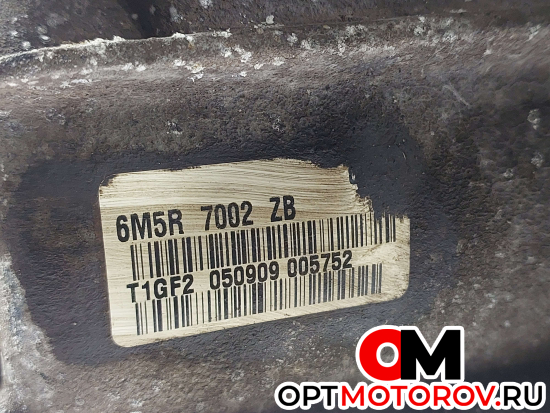 6M5R 7002 ZB
T1GF2 050909 005752
OM
OPTMOTOROV.RU